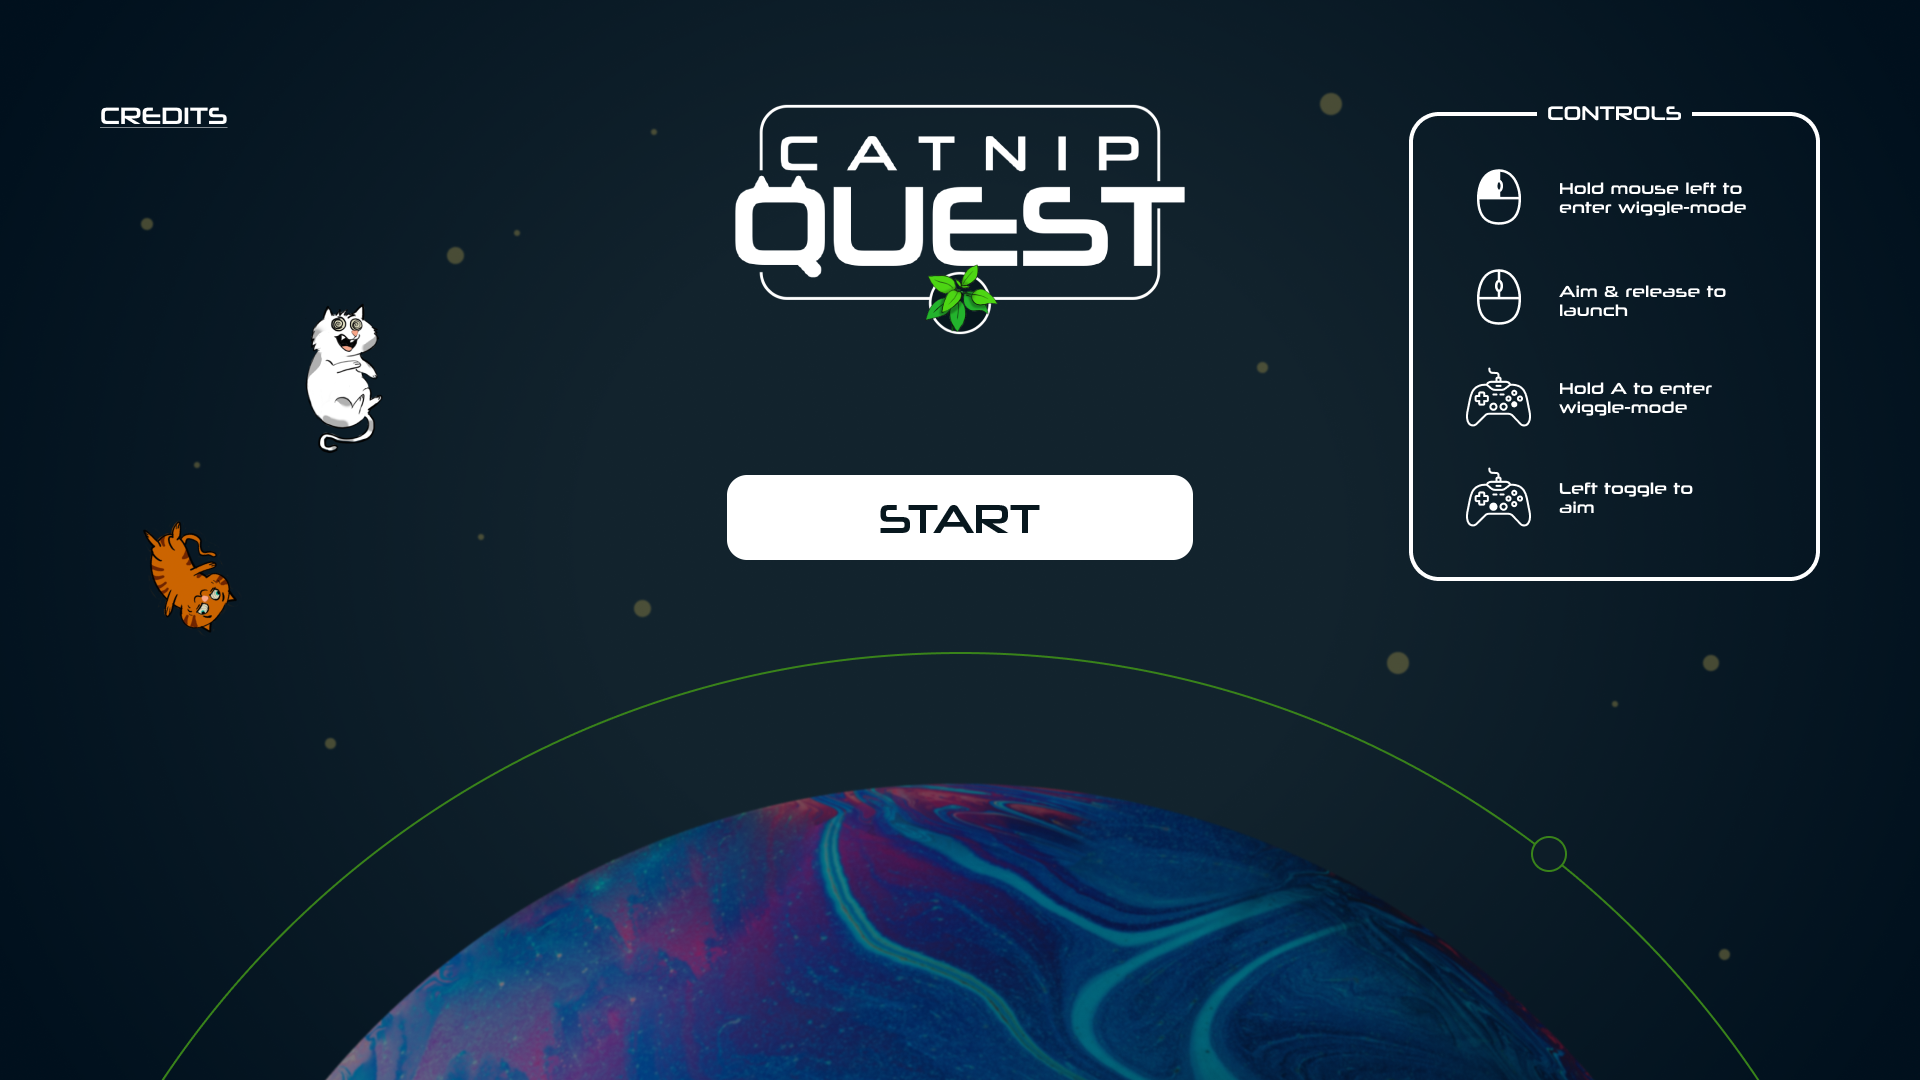 CREDITS
CATNIP
QUEST
START
CONTROLS
Hold mouse left to
enter wiggle-mode
Aim & release to
launch
Hold A to enter
wiggle-mode
Left toggle to
aim